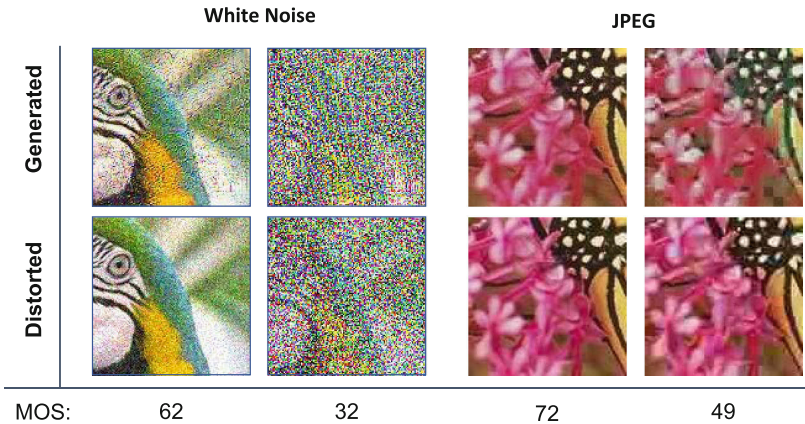 White Noise
JPEG
Generated
Distorted
MOS: 62 32 72 49